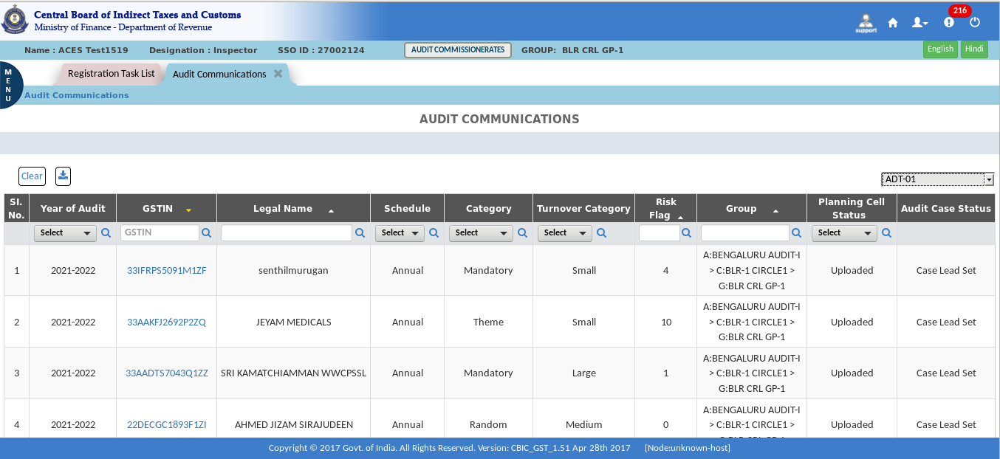 Central Board of Indirect Taxes and Customs
Ministry of Finance - Department of Revenue
support
216
Name : ACES Test1519 Designation : Inspector SSO ID : 27002124 AUDIT COMMISSIONERATES GROUP: BLR CRL GP-1 English Hindi
MENU
Registration Task List Audit Communications
Audit Communications
AUDIT COMMUNICATIONS
Clear ADT-01
SI. No. Year of Audit GSTIN Legal Name Schedule Category Turnover Category Risk Flag Group Planning Cell Status Audit Case Status
Select GSTIN Select Select Select Select
1 2021-2022 33IFRPS5091M1ZF senthilmurugan Annual Mandatory Small 4 A:BENGALURU AUDIT-I > C:BLR-1 CIRCLE1 > G:BLR CRL GP-1 Uploaded Case Lead Set
2 2021-2022 33AAKFJ2692P2ZQ JEYAM MEDICALS Annual Theme Small 10 A:BENGALURU AUDIT-I > C:BLR-1 CIRCLE1 > G:BLR CRL GP-1 Uploaded Case Lead Set
3 2021-2022 33AADTS7043Q1ZZ SRI KAMATCHIAMMAN WWCPSSL Annual Mandatory Large 1 A:BENGALURU AUDIT-I > C:BLR-1 CIRCLE1 > G:BLR CRL GP-1 Uploaded Case Lead Set
4 2021-2022 22DECGC1893F1ZI AHMED JIZAM SIRAJUDEEN Annual Random Medium 0 A:BENGALURU AUDIT-I > C:BLR-1 CIRCLE1 > Uploaded Case Lead Set
Copyright © 2017 Govt. of India. All Rights Reserved. Version: CBIC_GST_1.51 Apr 28th 2017 [Node:unknown-host]